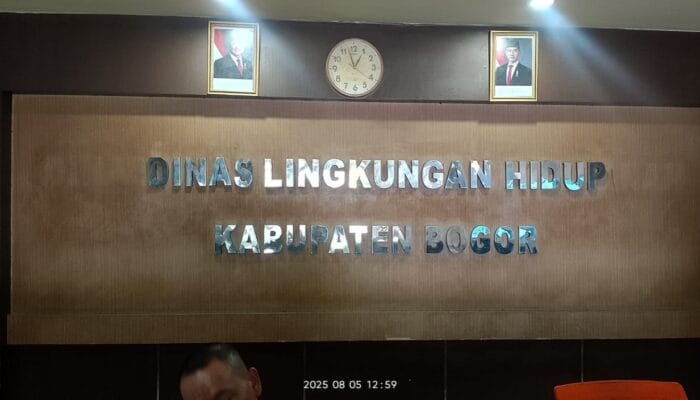 DINAS LINGKUNGAN HIDUP
KABUPATEN BOGOR
2025 08 05 12:59